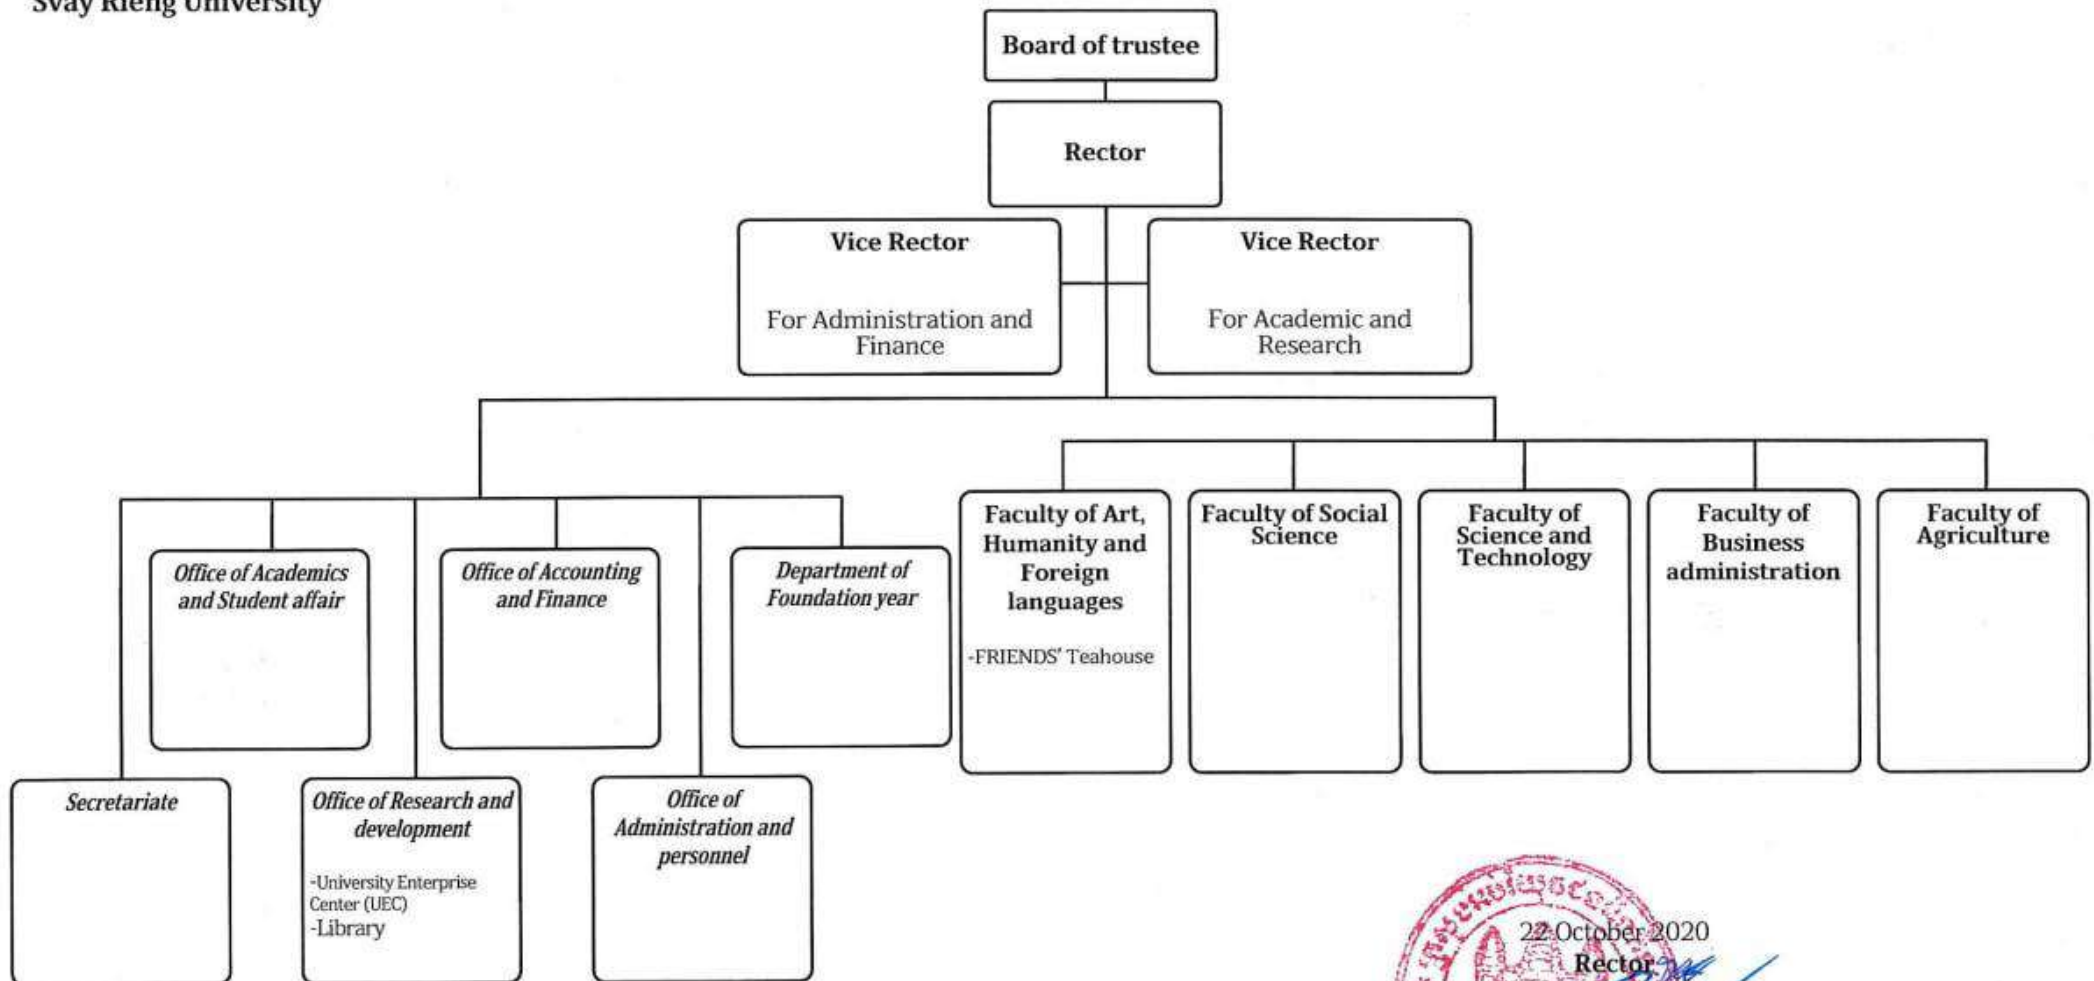 Svay Rieng University
Board of trustee
Rector
Vice Rector
For Administration and
Finance
Vice Rector
For Academic and
Research
Office of Academics
and Student affair
Office of Accounting
and Finance
Department of
Foundation year
Faculty of Art,
Humanity and
Foreign
languages
-FRIENDS' Teahouse
Faculty of Social
Science
Faculty of
Science and
Technology
Faculty of
Business
administration
Faculty of
Agriculture
Secretariate
Office of Research and
development
-University Enterprise
Center (UEC)
-Library
Office of
Administration and
personnel
22 October 2020
Rector